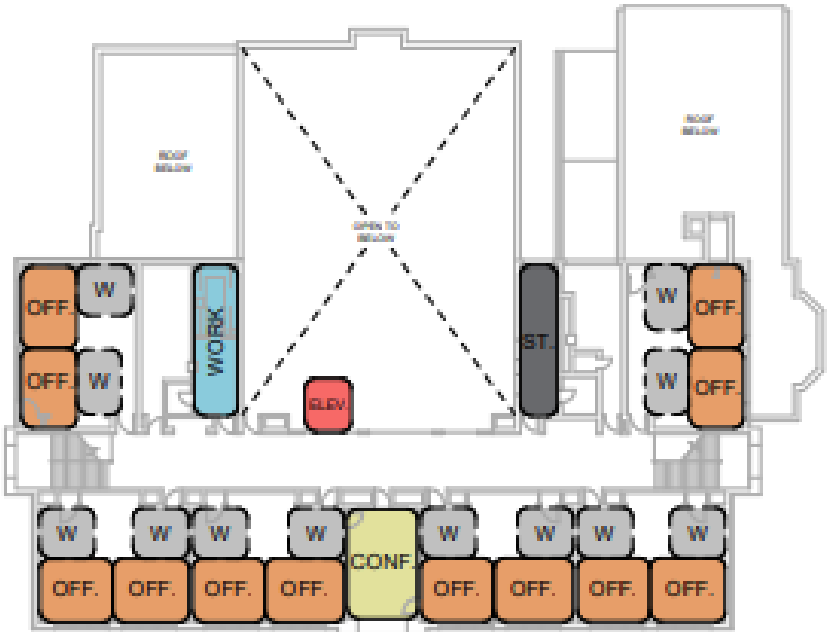 ROOF
BELOW
ROOF
BELOW
OPEN TO
BELOW
W
OFF.
W
OFF.
WORK
ELEV.
ST.
W
OFF.
W
OFF.
W
W
W
W
W
W
W
W
CONF.
OFF.
OFF.
OFF.
OFF.
OFF.
OFF.
OFF.
OFF.